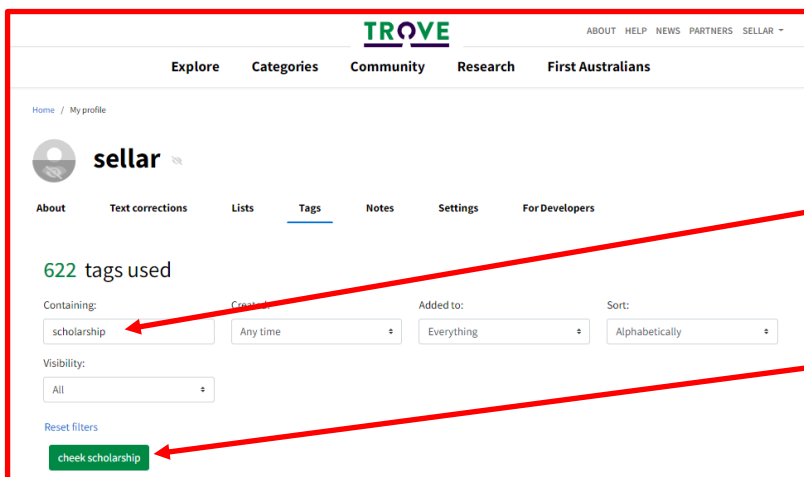 TROVE
ABOUT HELP NEWS PARTNERS SELLAR
Explore Categories Community Research First Australians
Home / My profile
sellar
About Text corrections Lists Tags Notes Settings For Developers
622 tags used
Containing: Created: Added to: Sort:
scholarship Any time Everything Alphabetically
Visibility:
All
Reset filters
cheek scholarship